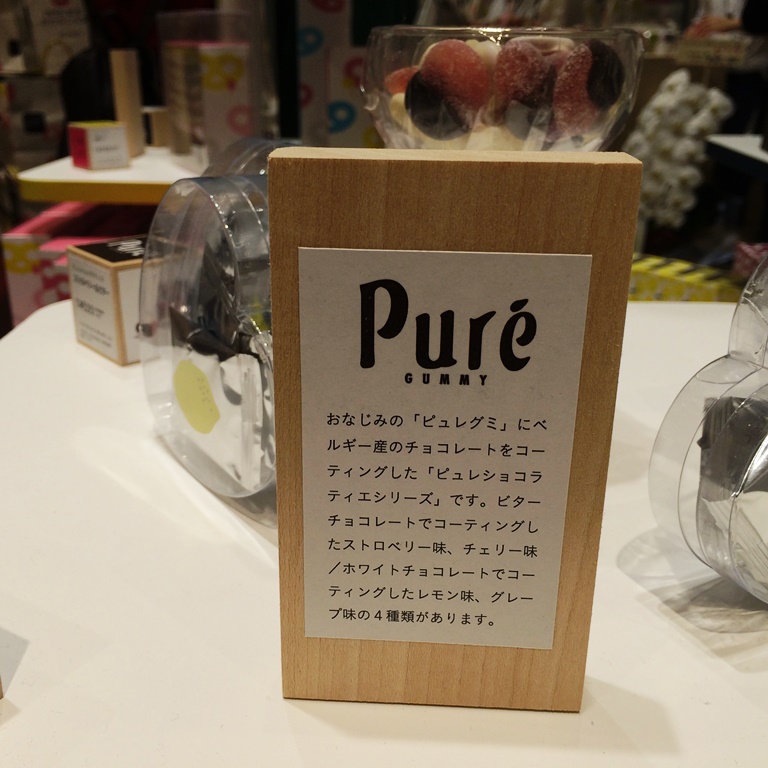 Puré
GUMMY
おなじみの「ピュレグミ」にベ
ルギー産のチョコレートをコー
ティングした「ピュレショコラ
ティエシリーズ」です。ビター
チョコレートでコーティングし
たストロベリー味、チェリー味
／ホワイトチョコレートでコー
ティングしたレモン味、グレー
プ味の４種類があります。
Puré